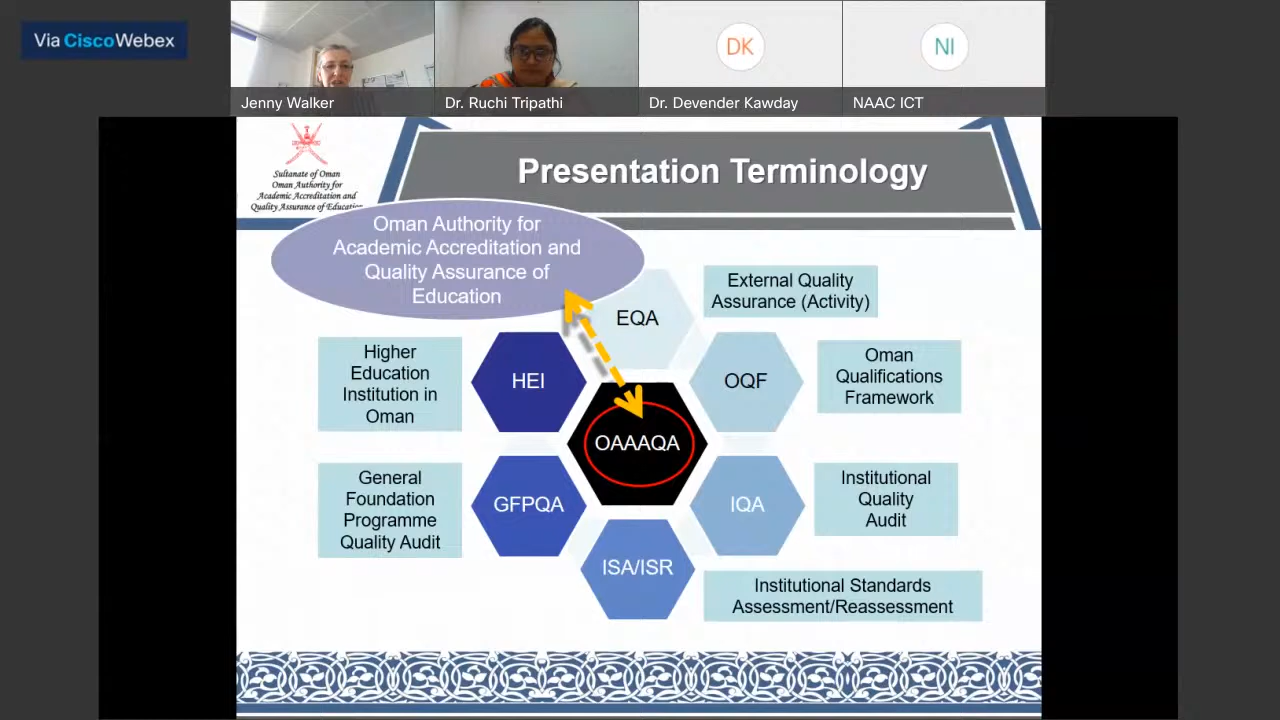 Via CiscoWebex
DK
NI
Jenny Walker
Dr. Ruchi Tripathi
Dr. Devender Kawday
NAAC ICT
Sultanate of Oman
Oman Authority for
Academic Accreditation and
Quality Assurance of Education
Presentation Terminology
Oman Authority for
Academic Accreditation and
Quality Assurance of
Education
EQA
External Quality
Assurance (Activity)
Higher
Education
Institution in
Oman
HEI
OQF
Oman
Qualifications
Framework
OAAAQA
General
Foundation
Programme
Quality Audit
GFPQA
IQA
Institutional
Quality
Audit
ISA/ISR
Institutional Standards
Assessment/Reassessment